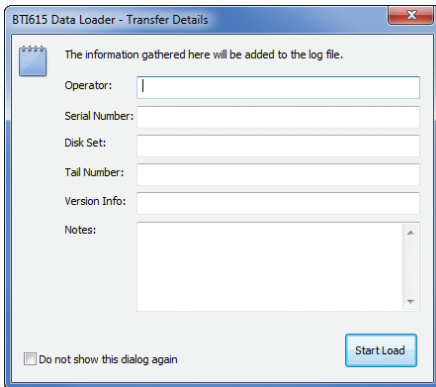 BTI615 Data Loader - Transfer Details
The information gathered here will be added to the log file.
Operator:
Serial Number:
Disk Set:
Tail Number:
Version Info:
Notes:
Start Load
Do not show this dialog again